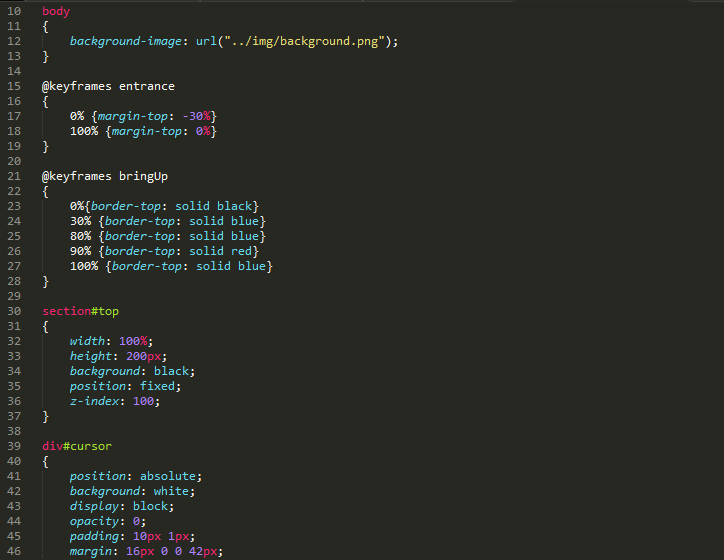 10 body
11 {
12     background-image: url("../img/background.png");
13 }
14
15 @keyframes entrance
16 {
17     0% {margin-top: -30%}
18     100% {margin-top: 0%}
19 }
20
21 @keyframes bringUp
22 {
23     0%{border-top: solid black}
24     30% {border-top: solid blue}
25     80% {border-top: solid blue}
26     90% {border-top: solid red}
27     100% {border-top: solid blue}
28 }
29
30 section#top
31 {
32     width: 100%;
33     height: 200px;
34     background: black;
35     position: fixed;
36     z-index: 100;
37 }
38
39 div#cursor
40 {
41     position: absolute;
42     background: white;
43     display: block;
44     opacity: 0;
45     padding: 10px 1px;
46     margin: 16px 0 0 42px;